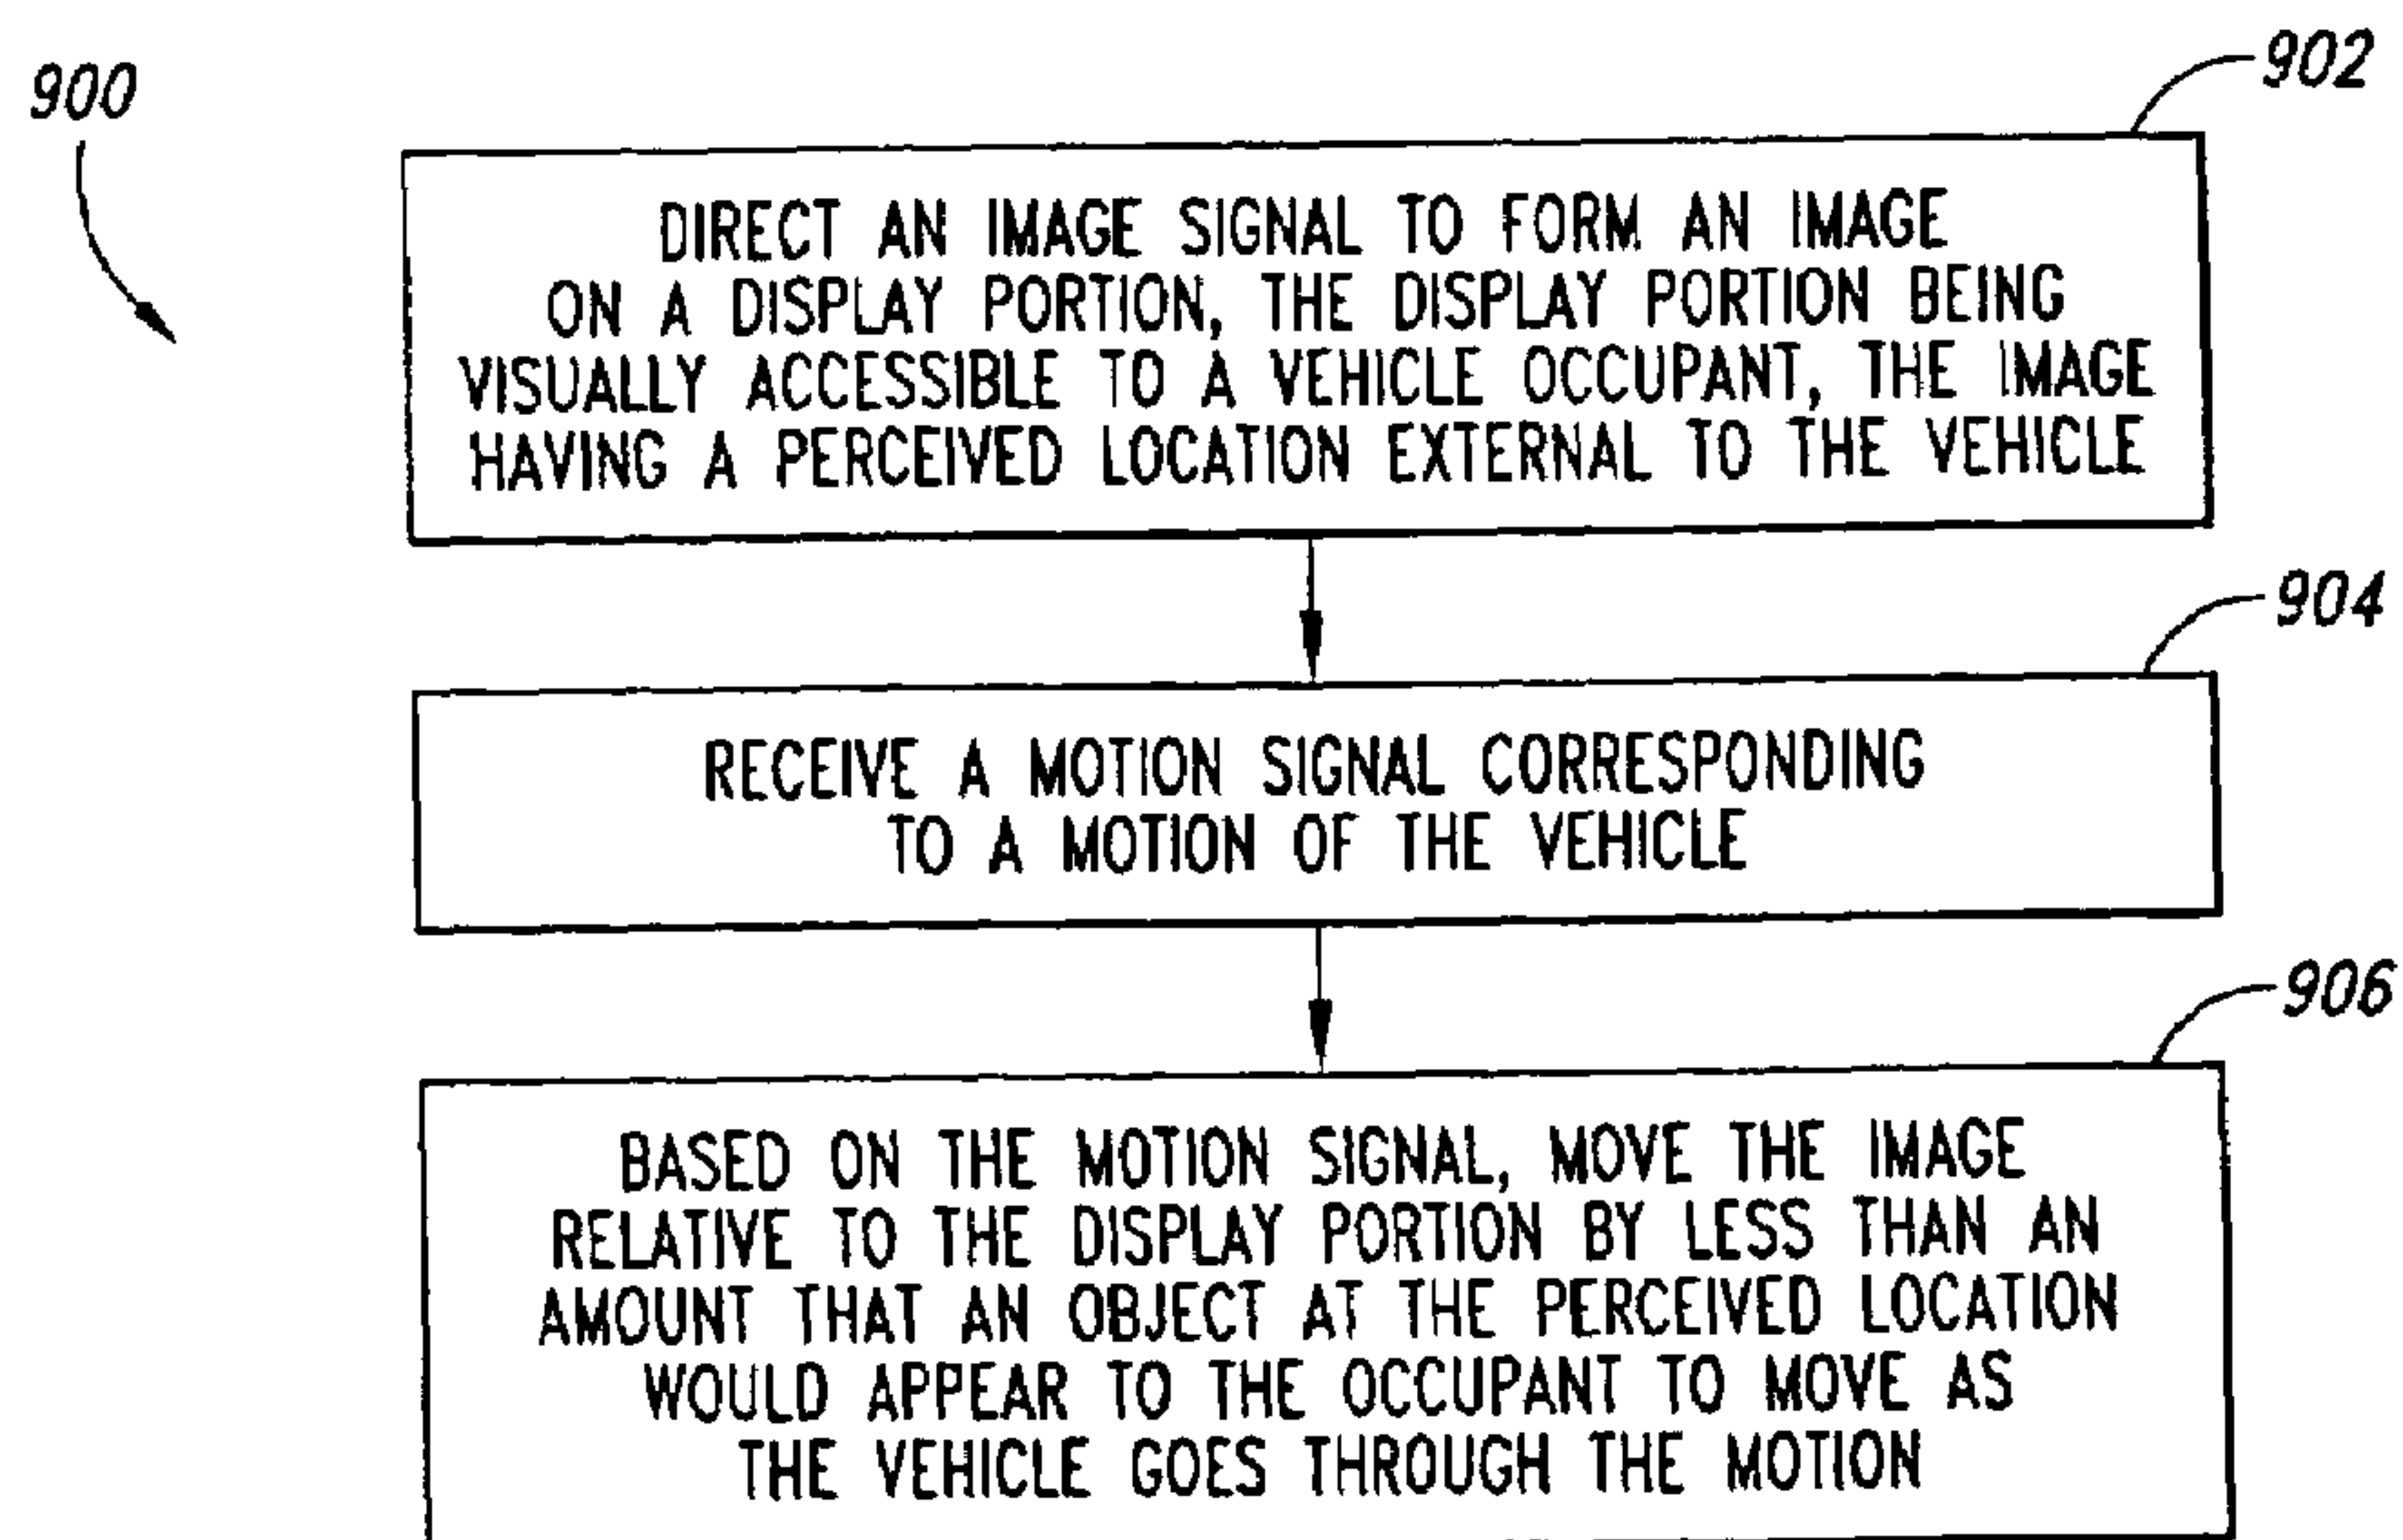 900
902
DIRECT AN IMAGE SIGNAL TO FORM AN IMAGE
ON A DISPLAY PORTION, THE DISPLAY PORTION BEING
VISUALLY ACCESSIBLE TO A VEHICLE OCCUPANT, THE IMAGE
HAVING A PERCEIVED LOCATION EXTERNAL TO THE VEHICLE
904
RECEIVE A MOTION SIGNAL CORRESPONDING
TO A MOTION OF THE VEHICLE
906
BASED ON THE MOTION SIGNAL, MOVE THE IMAGE
RELATIVE TO THE DISPLAY PORTION BY LESS THAN AN
AMOUNT THAT AN OBJECT AT THE PERCEIVED LOCATION
WOULD APPEAR TO THE OCCUPANT TO MOVE AS
THE VEHICLE GOES THROUGH THE MOTION